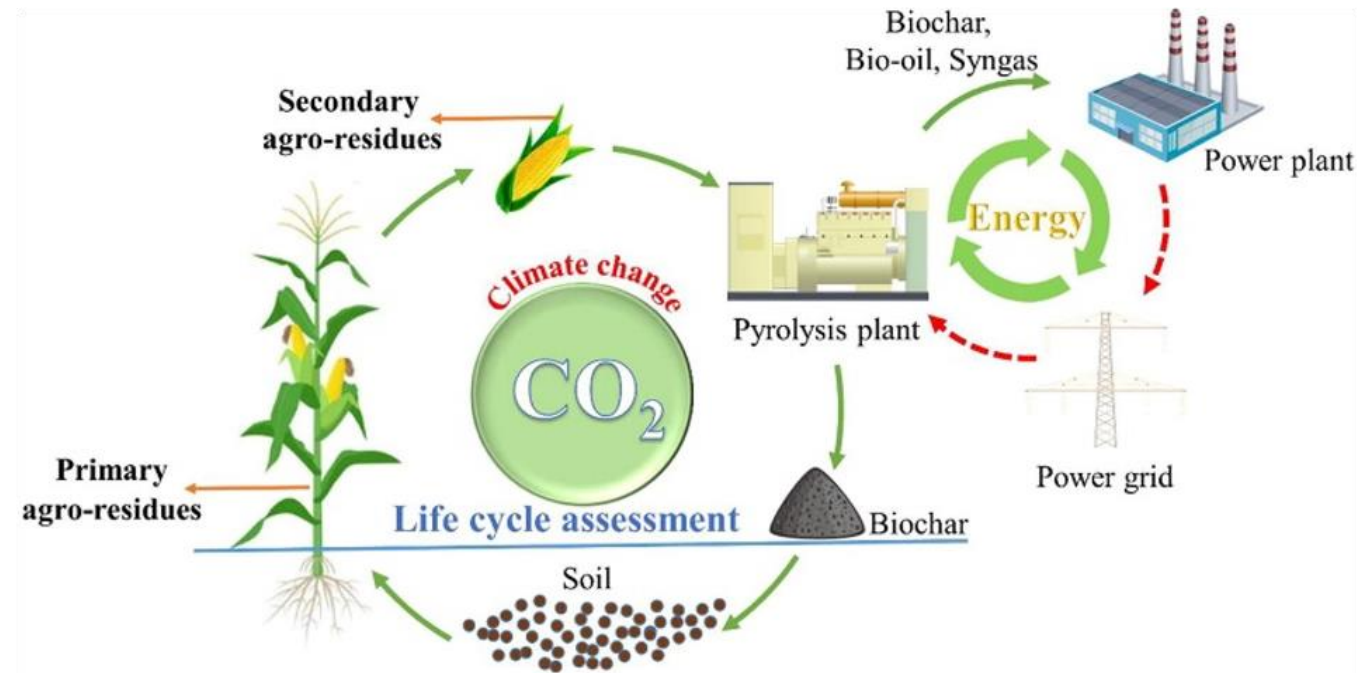 Biochar,
Bio-oil, Syngas
Secondary
agro-residues
Power plant
Energy
Climate change
CO₂
Pyrolysis plant
Power grid
Primary
agro-residues
Life cycle assessment
Biochar
Soil